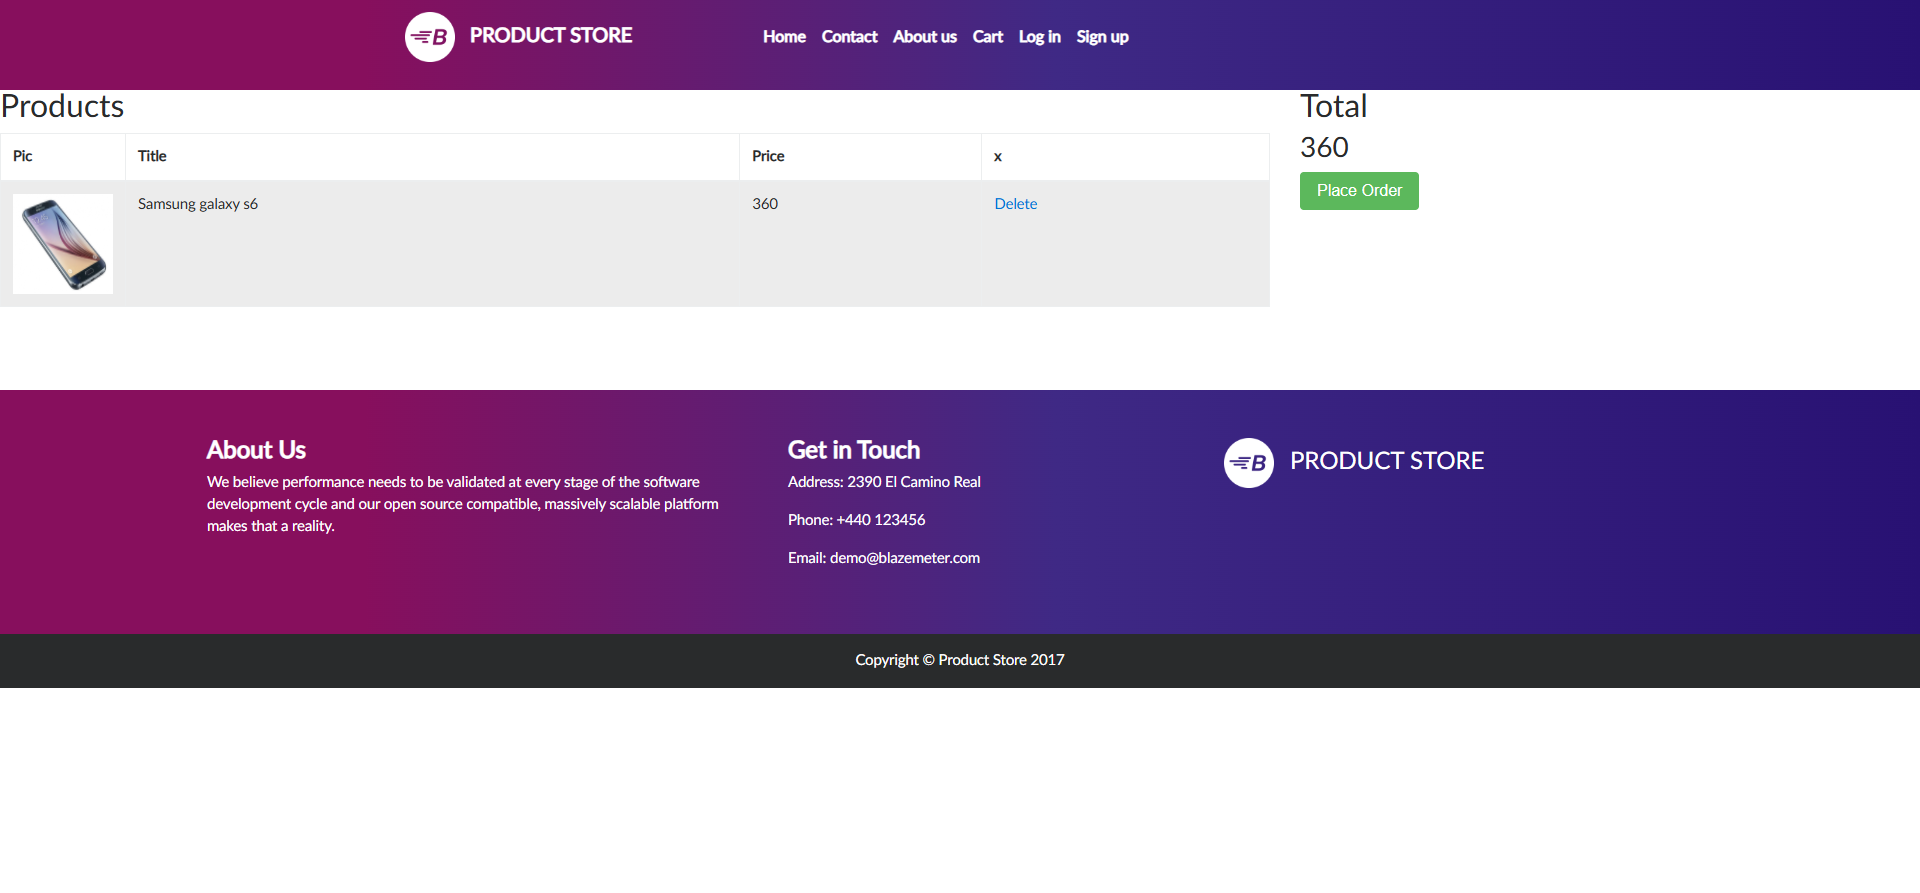 B PRODUCT STORE
Home Contact About us Cart Log in Sign up
Products
Total
Pic Title Price x
360
Samsung galaxy s6 360 Delete
Place Order
About Us
We believe performance needs to be validated at every stage of the software
development cycle and our open source compatible, massively scalable platform
makes that a reality.
Get in Touch
Address: 2390 El Camino Real
Phone: +440 123456
Email: demo@blazemeter.com
B PRODUCT STORE
Copyright © Product Store 2017